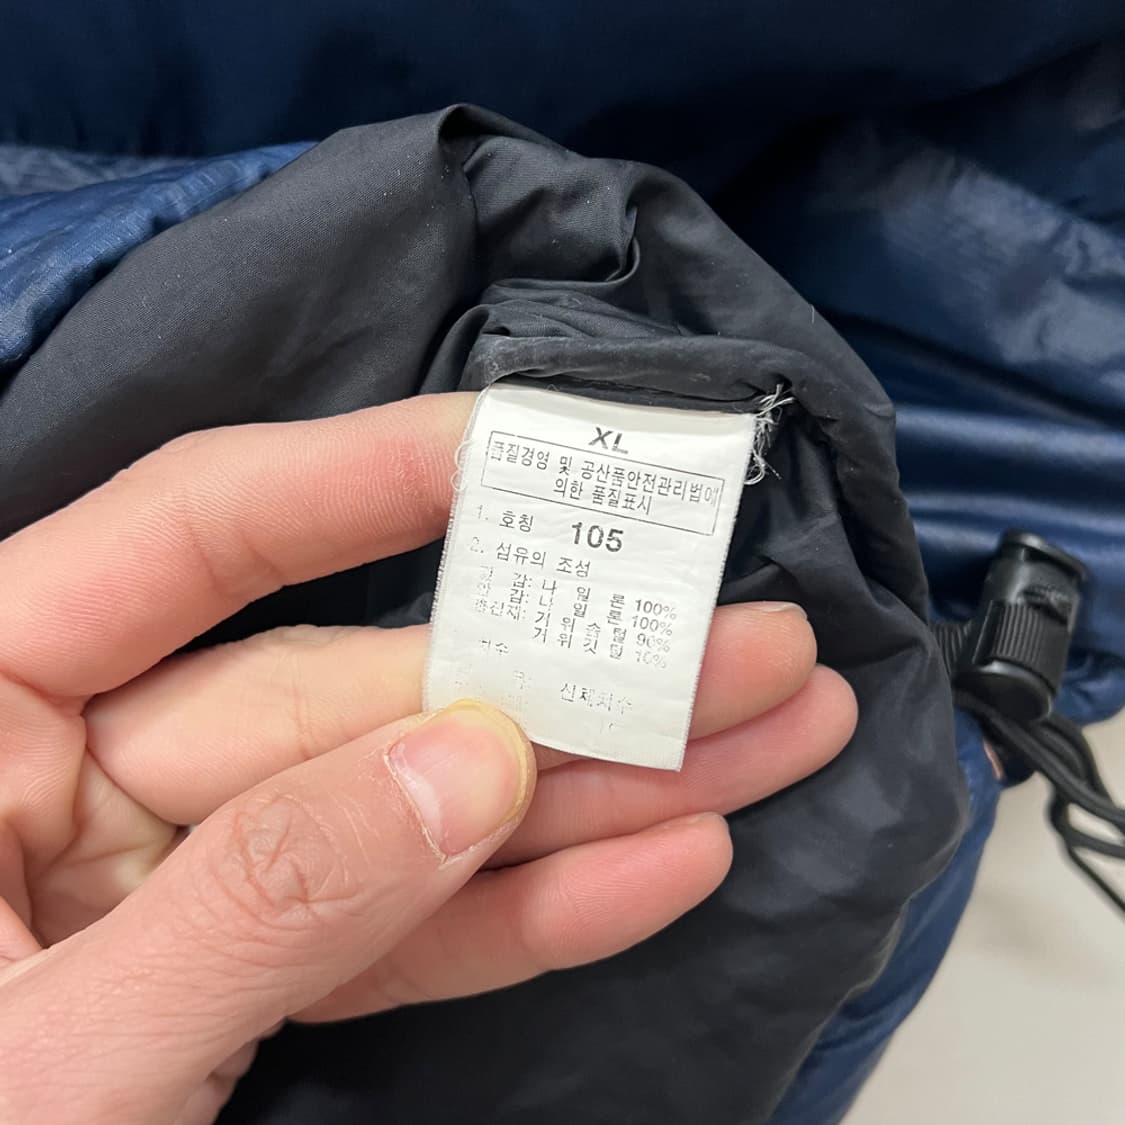 XL
품질경영 및 공산품안전관리법에
의한 품질표시
1. 호칭 105
2. 섬유의 조성
겉 감: 나 일 론 100%
안 감: 나 일 론 100%
충전재: 거 위 솜 털 90%
거 위 깃 털 10%
치수
신체치수